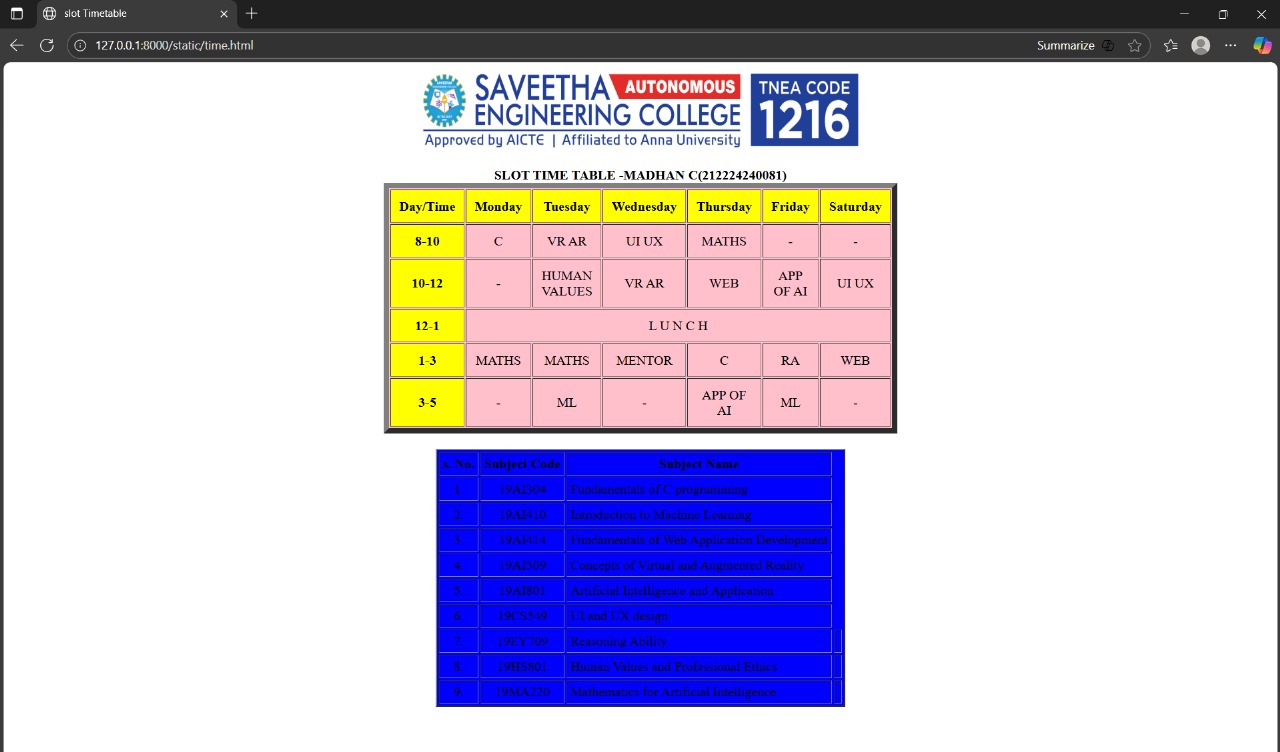 slot Timetable
127.0.0.1:8000/static/time.html
Summarize
SAVEETHA AUTONOMOUS
ENGINEERING COLLEGE
Approved by AICTE | Affiliated to Anna University
TNEA CODE
1216
SLOT TIME TABLE -MADHAN C(212224240081)
Day/Time Monday Tuesday Wednesday Thursday Friday Saturday
8-10 C VR AR UI UX MATHS - -
10-12 - HUMAN VALUES VR AR WEB APP OF AI UI UX
12-1 L U N C H
1-3 MATHS MATHS MENTOR C RA WEB
3-5 - ML - APP OF AI ML -
s. No. Subject Code Subject Name
1. 19AI304 Fundamentals of C programming
2. 19AI410 Introduction to Machine Learning
3. 19AI414 Fundamentals of Web Application Development
4. 19AI509 Concepts of Virtual and Augmented Reality
5. 19AI801 Artificial Intelligence and Application
6. 19CS549 UI and UX design
7. 19EY709 Reasoning Ability
8. 19HS801 Human Values and Professional Ethics
9. 19MA220 Mathematics for Artificial Intelligence